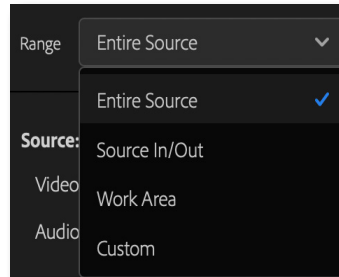 Range Entire Source
Entire Source
Source:
Source In/Out
Video
Work Area
Audio
Custom